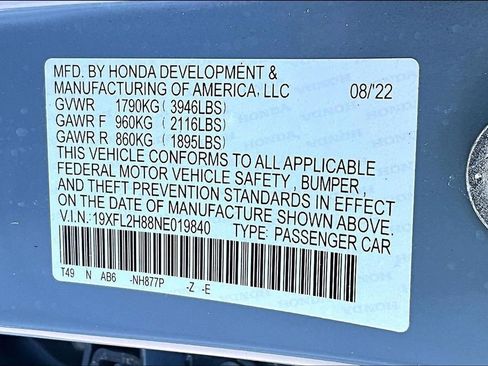 MFD. BY HONDA DEVELOPMENT &
MANUFACTURING OF AMERICA, LLC 08/'22
GVWR 1790KG (3946LBS)
GAWR F 960KG (2116LBS)
GAWR R 860KG (1895LBS)
THIS VEHICLE CONFORMS TO ALL APPLICABLE
FEDERAL MOTOR VEHICLE SAFETY , BUMPER,
AND THEFT PREVENTION STANDARDS IN EFFECT
ON THE DATE OF MANUFACTURE SHOWN ABOVE.
V.I.N.:19XFL2H88NE019840 TYPE: PASSENGER CAR
T49 N AB6 -NH877P -Z -E